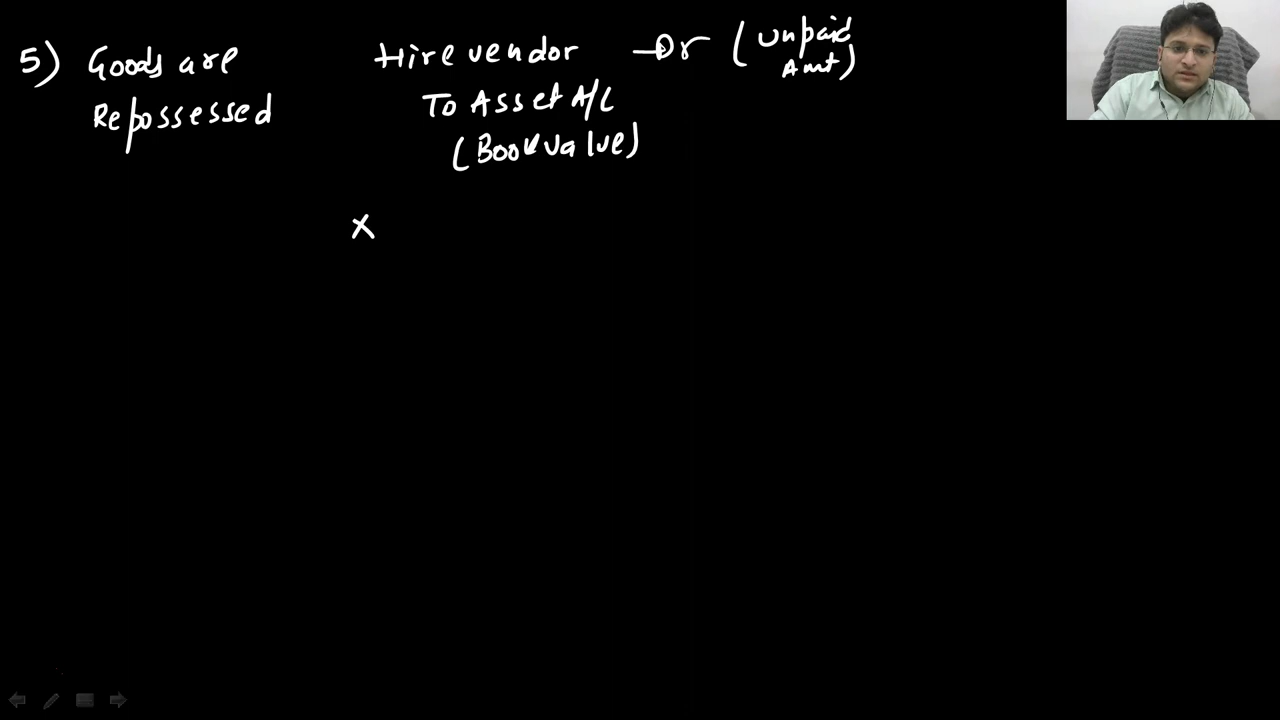 5) Goods are
Repossessed
Hire vendor → Dr (Unpaid
Amt)
To Asset A/C
(Book value)
x